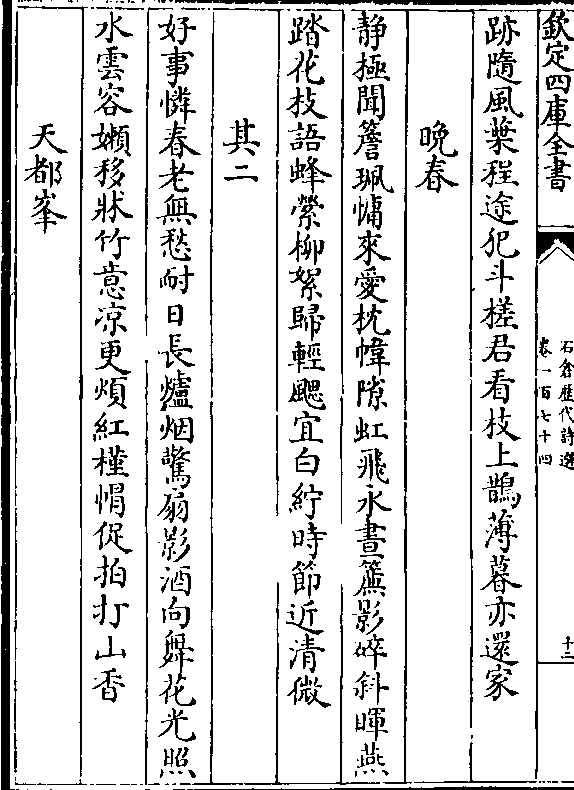 欽定四庫全書
石倉歷代詩選
卷一百七十四
十二
跡隨風葉程途犯斗槎君看枝上鵲薄暮亦還家
晚春
静極聞簷珮慵來愛枕幃隙虹飛永晝簾影碎斜暉燕
踏花枝語蜂縈柳絮歸輕颸宜白紵時節近清微
其二
好事憐春老無愁耐日長爐烟驚扇影酒向舞花光照
水雲容嬾移牀竹意凉更煩紅槿㡌促拍打山香
天都峯